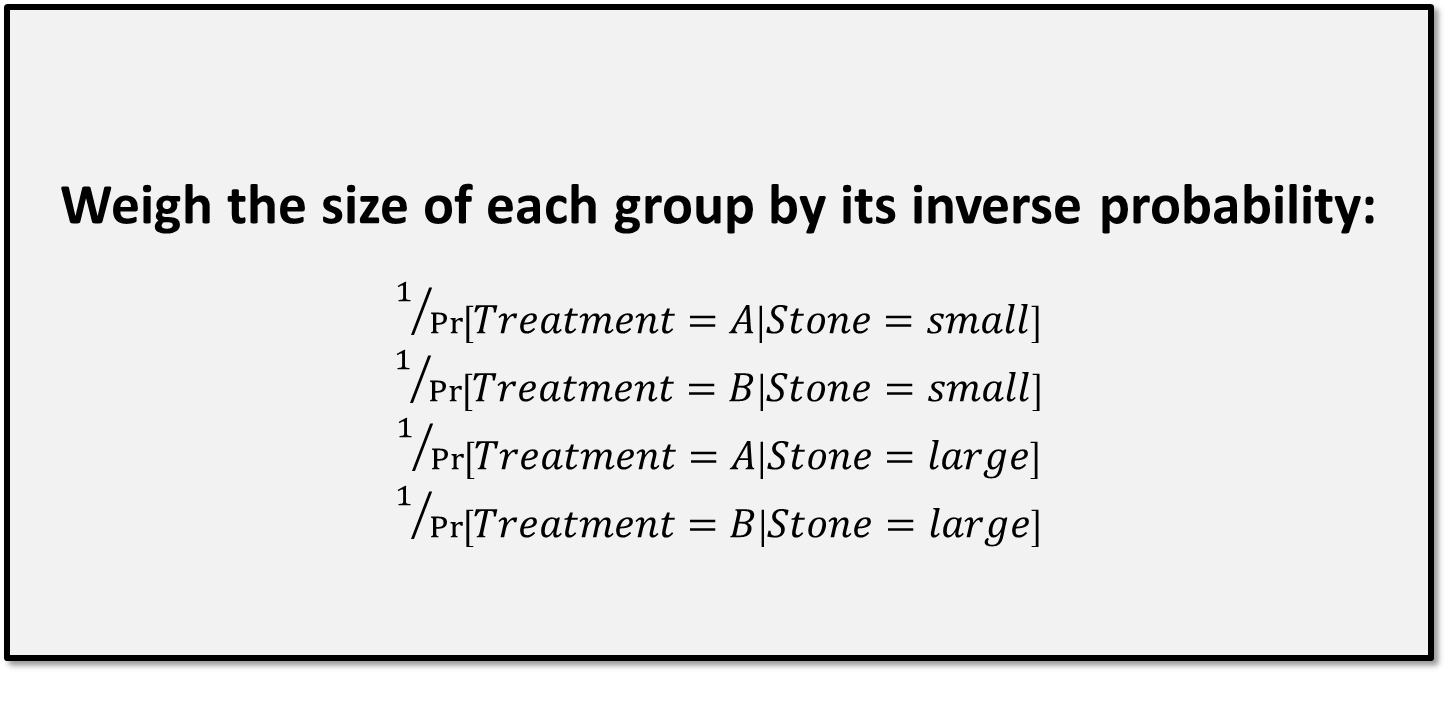 Weigh the size of each group by its inverse probability:
1/Pr[Treatment = A|Stone = small]
1/Pr[Treatment = B|Stone = small]
1/Pr[Treatment = A|Stone = large]
1/Pr[Treatment = B|Stone = large]